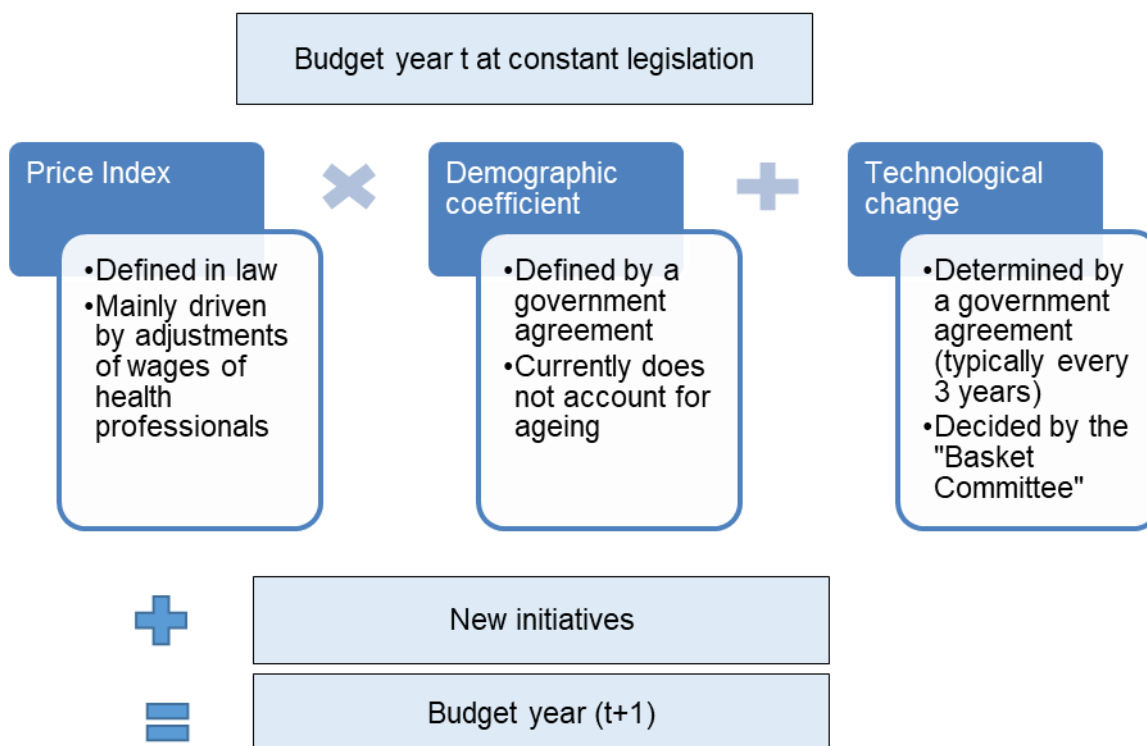 Budget year t at constant legislation
Price Index
•Defined in law
•Mainly driven
by adjustments
of wages of
health
professionals
Demographic
coefficient
•Defined by a
government
agreement
•Currently does
not account for
ageing
Technological
change
•Determined by
a government
agreement
(typically every
3 years)
•Decided by the
"Basket
Committee"
New initiatives
Budget year (t+1)